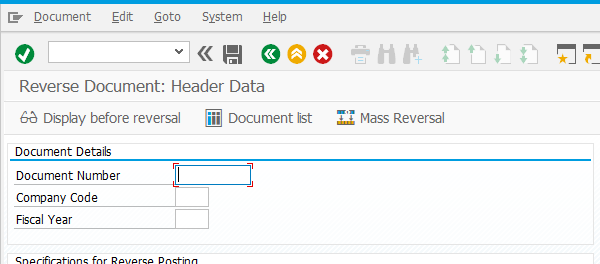 Document Edit Goto System Help
Reverse Document: Header Data
Display before reversal Document list Mass Reversal
Document Details
Document Number
Company Code
Fiscal Year
Specifications for Reverse Posting